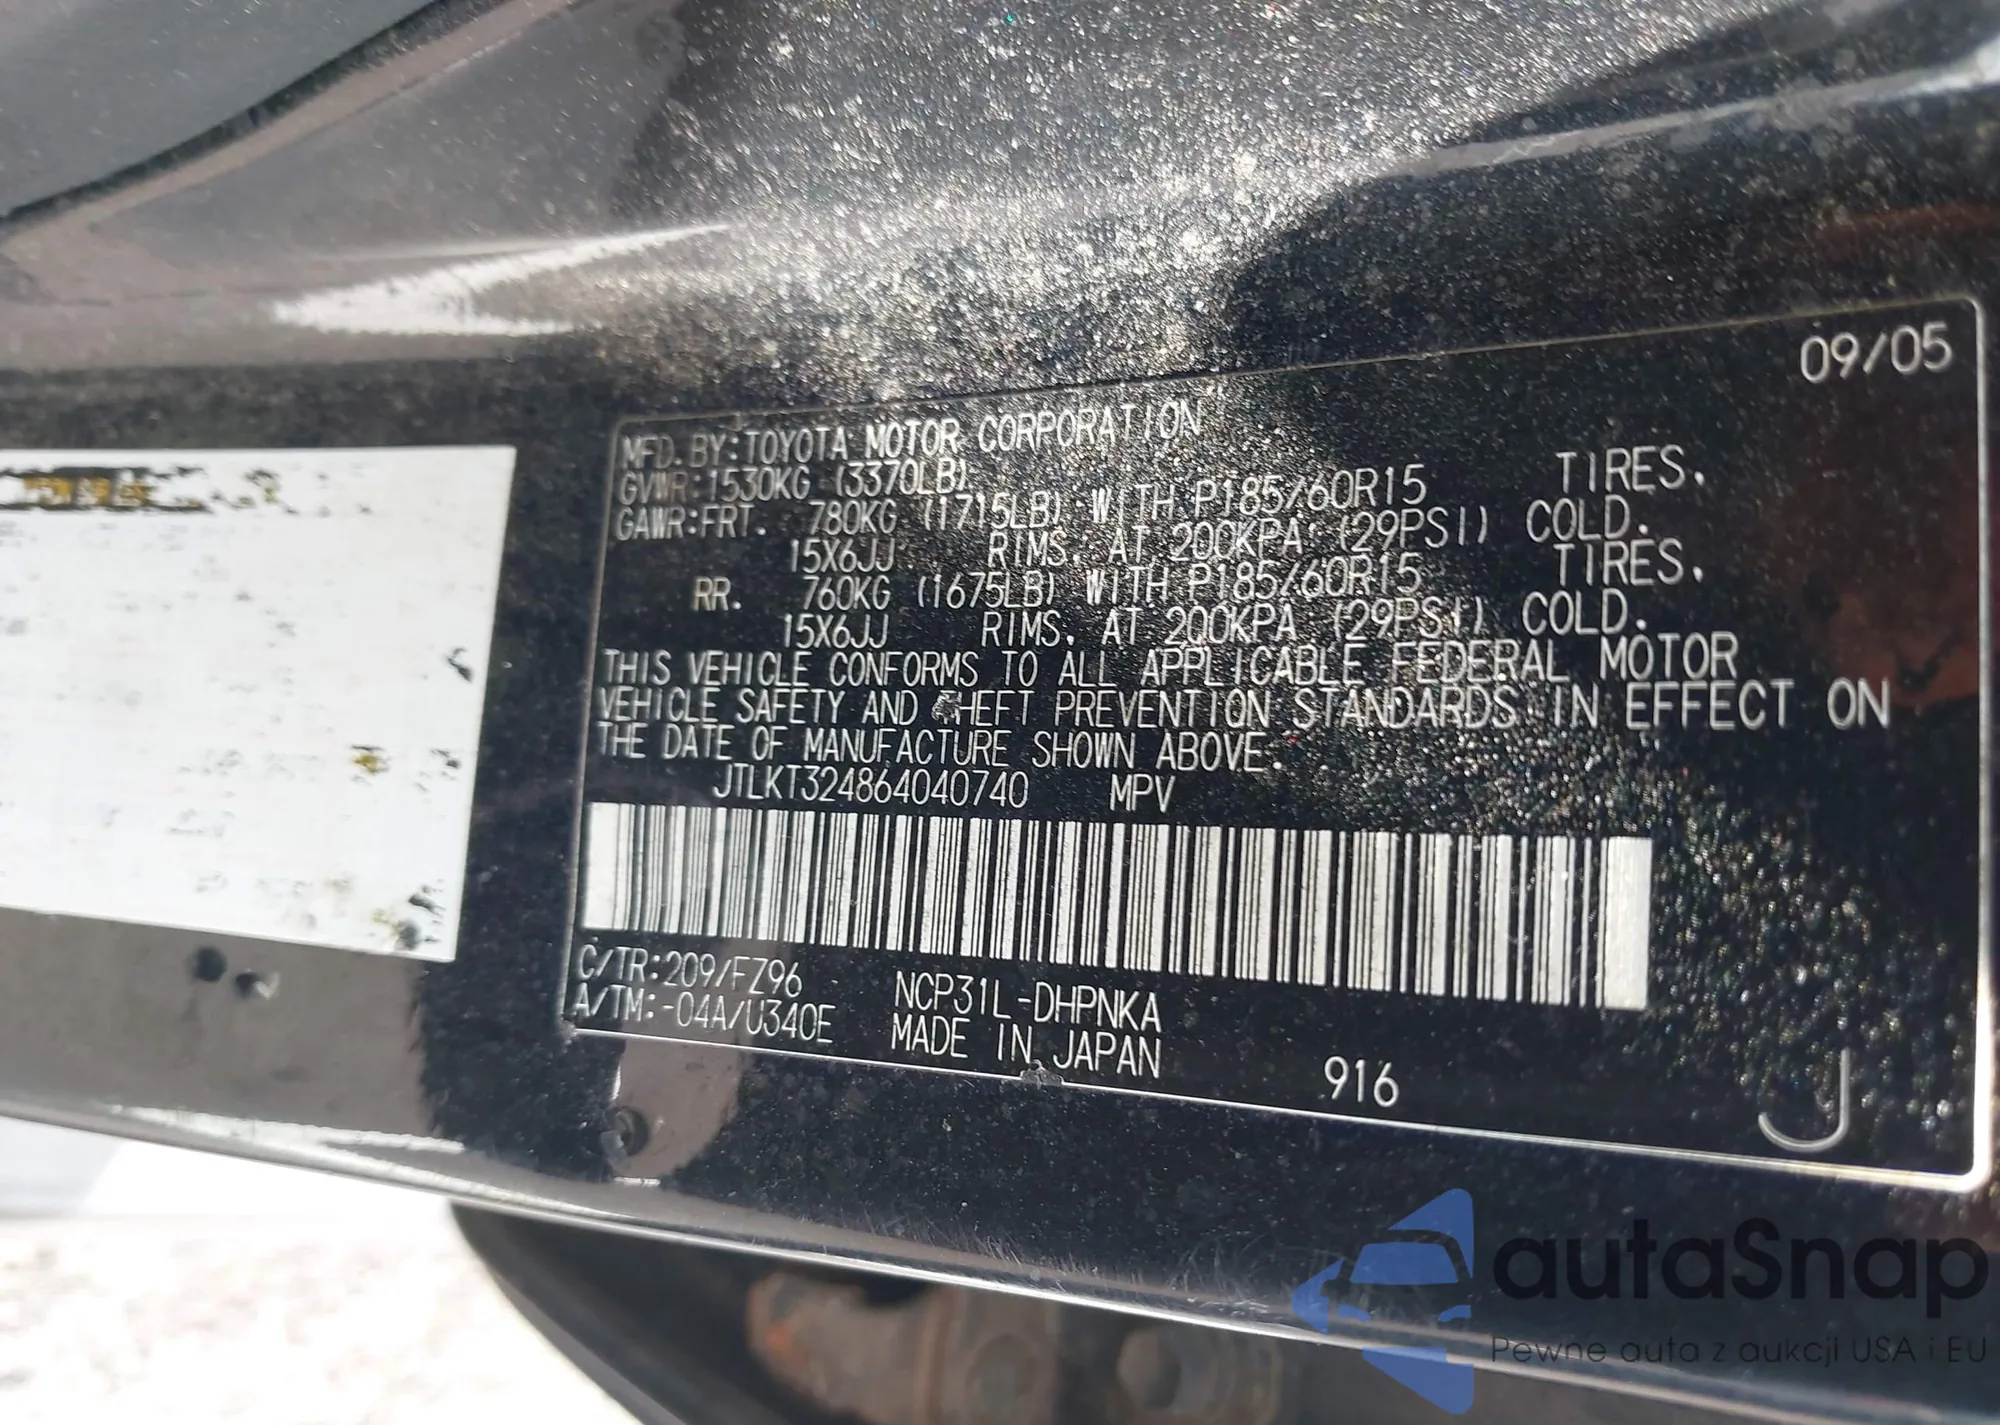 09/05
MFD. BY: TOYOTA MOTOR CORPORATION
GVWR: 1530KG (3370LB)
GAWR: FRT. 780KG (1715LB) WITH P185/60R15 TIRES.
15X6JJ RIMS. AT 200KPA (29PSI) COLD.
RR. 760KG (1675LB) WITH P185/60R15 TIRES.
15X6JJ RIMS. AT 200KPA (29PSI) COLD.
THIS VEHICLE CONFORMS TO ALL APPLICABLE FEDERAL MOTOR
VEHICLE SAFETY AND THEFT PREVENTION STANDARDS IN EFFECT ON
THE DATE OF MANUFACTURE SHOWN ABOVE.
JTLKT324864040740 MPV
C/TR: 209/FZ96 NCP31L-DHPNKA
A/TM: -04A/U340E MADE IN JAPAN
916
J
autaSnap
Pewne auta z aukcji USA i EU